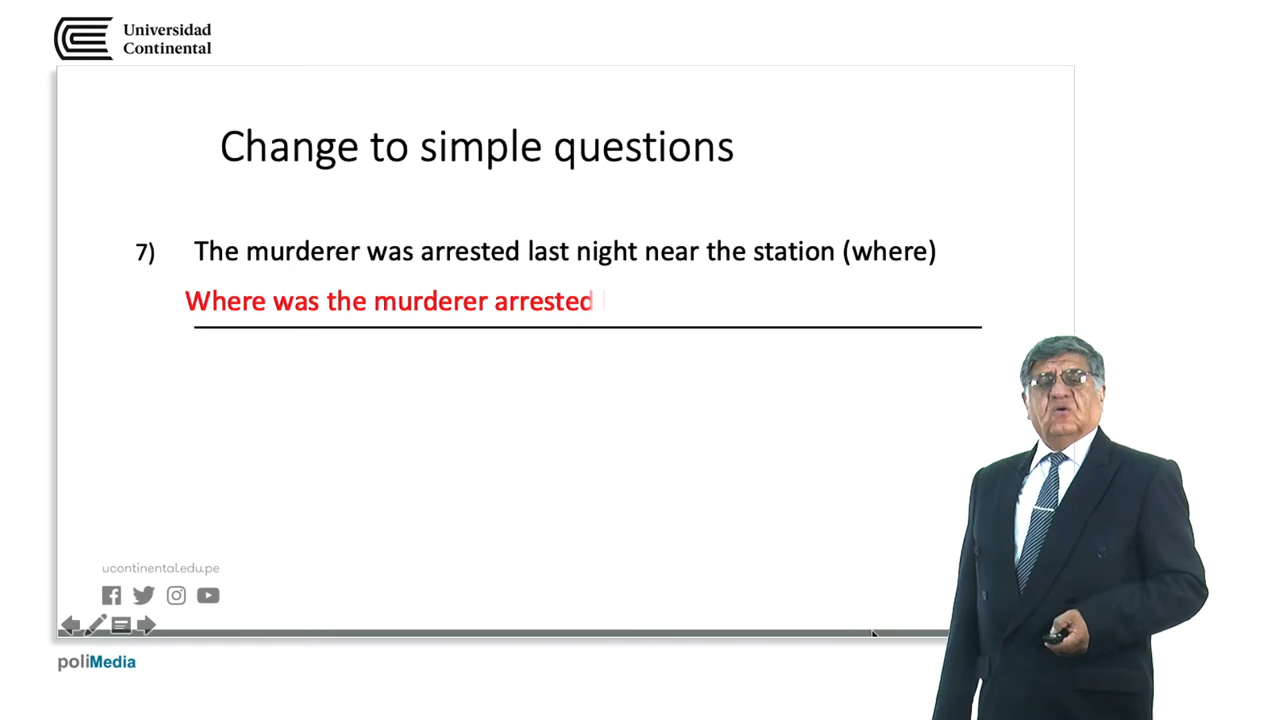 Universidad
Continental
Change to simple questions
7) The murderer was arrested last night near the station (where)
Where was the murderer arrested
ucontinental.edu.pe
poliMedia